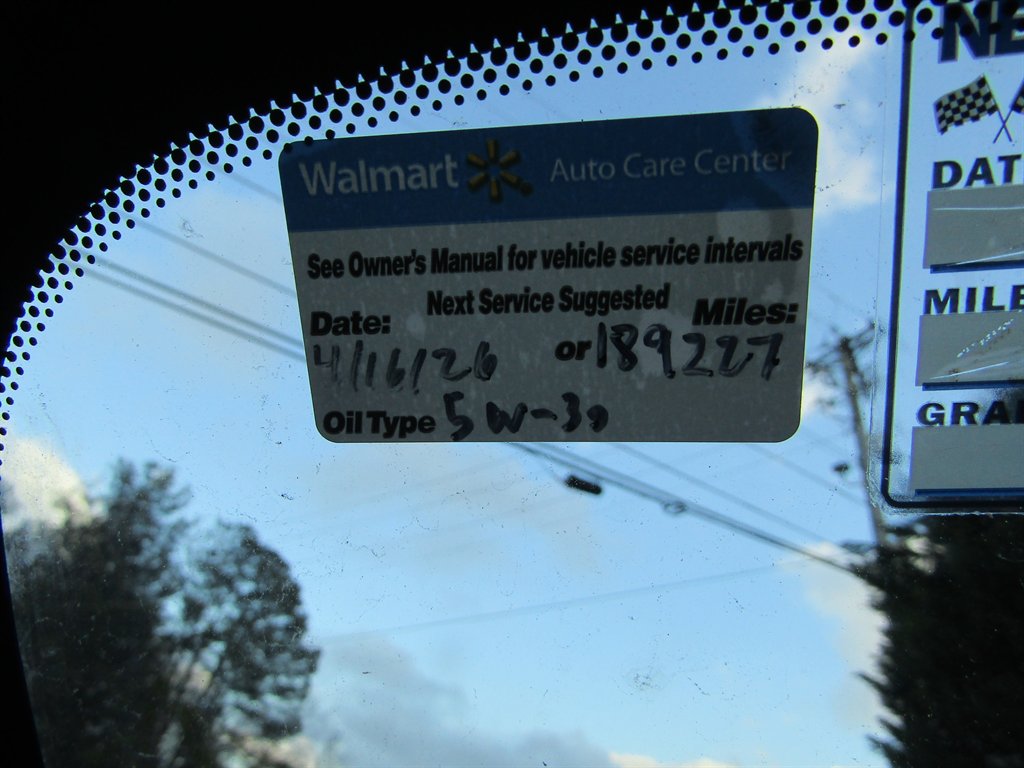 Walmart Auto Care Center
See Owner's Manual for vehicle service intervals
Next Service Suggested
Date: Miles:
4/16/26 or 189227
Oil Type 5W-30
NE
DAT
MILE
GRA